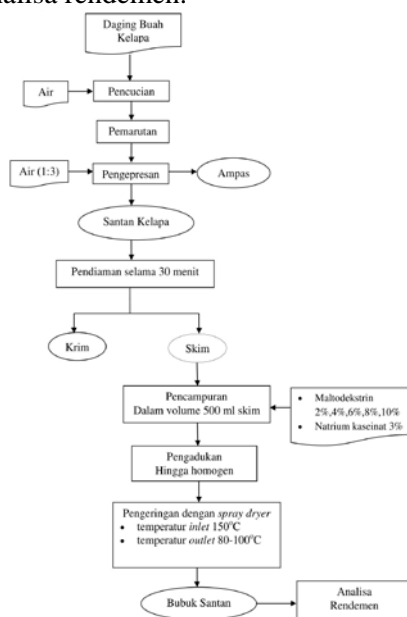 nalisa rendemen.
Daging Buah
Kelapa
Air
Pencucian
Pemarutan
Air (1:3)
Pengepresan
Ampas
Santan Kelapa
Pendiaman selama 30 menit
Krim
Skim
Pencampuran
Dalam volume 500 ml skim
• Maltodekstrin
2%,4%,6%,8%,10%
• Natrium kaseinat 3%
Pengadukan
Hingga homogen
Pengeringan dengan spray dryer
• temperatur inlet 150°C
• temperatur outlet 80-100°C
Bubuk Santan
Analisa
Rendemen